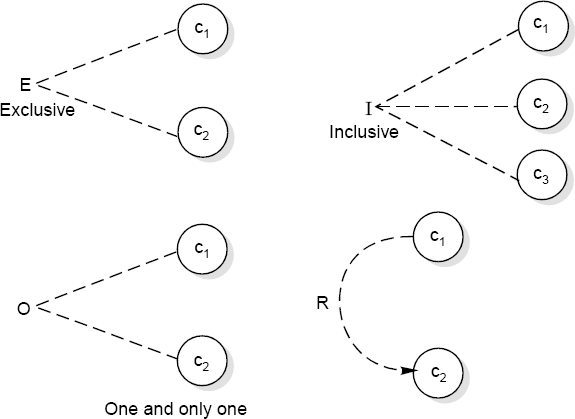 c1
E
Exclusive
c2
c1
I
c2
Inclusive
c3
c1
O
c2
One and only one
c1
R
c2